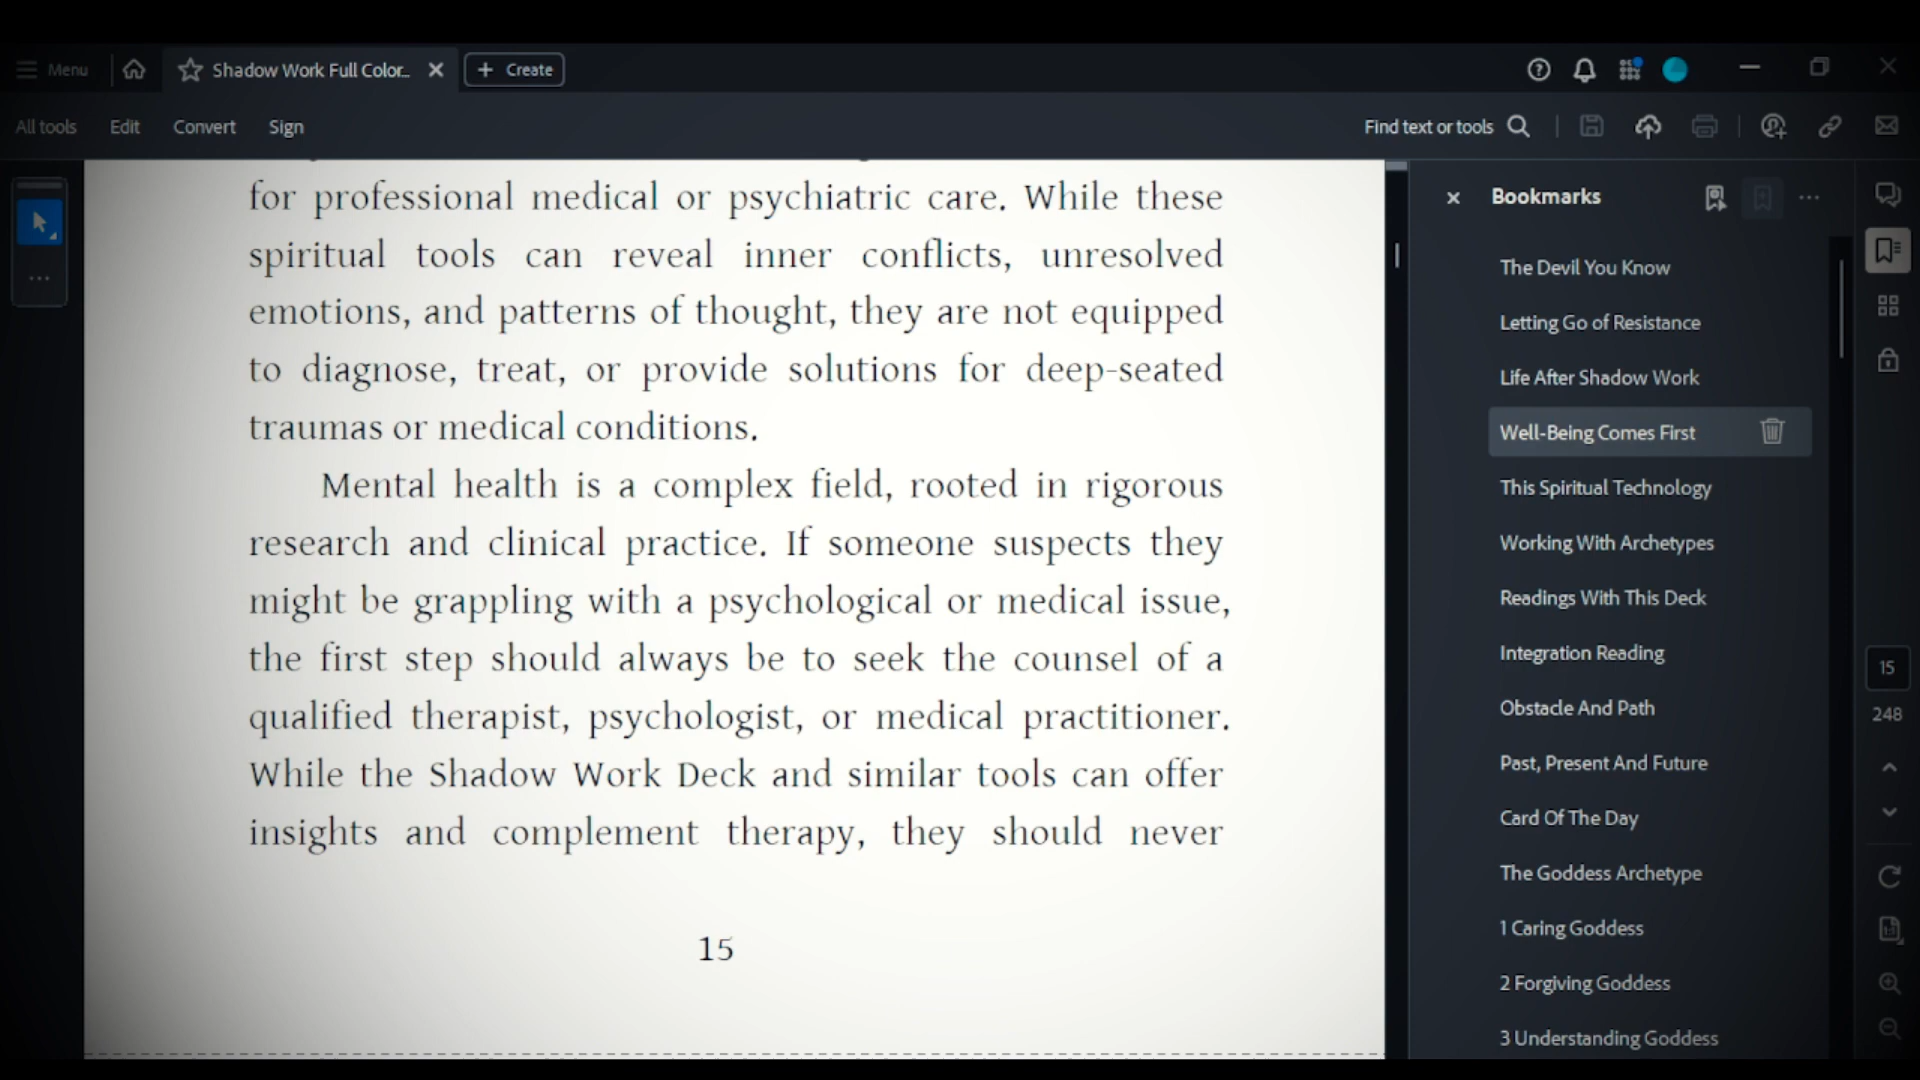 Menu
Shadow Work Full Color...
Create
All tools
Edit
Convert
Sign
Find text or tools
for professional medical or psychiatric care. While these
spiritual tools can reveal inner conflicts, unresolved
emotions, and patterns of thought, they are not equipped
to diagnose, treat, or provide solutions for deep-seated
traumas or medical conditions.
Mental health is a complex field, rooted in rigorous
research and clinical practice. If someone suspects they
might be grappling with a psychological or medical issue,
the first step should always be to seek the counsel of a
qualified therapist, psychologist, or medical practitioner.
While the Shadow Work Deck and similar tools can offer
insights and complement therapy, they should never
15
Bookmarks
The Devil You Know
Letting Go of Resistance
Life After Shadow Work
Well-Being Comes First
This Spiritual Technology
Working With Archetypes
Readings With This Deck
Integration Reading
Obstacle And Path
Past, Present And Future
Card Of The Day
The Goddess Archetype
1 Caring Goddess
2 Forgiving Goddess
3 Understanding Goddess
15
248